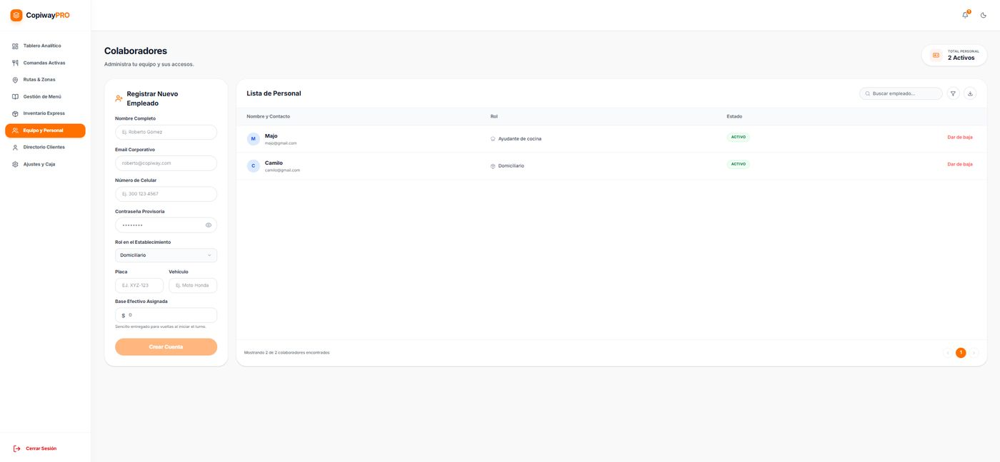 CopiwayPRO
1
Tablero Analítico
Comandas Activas
Rutas & Zonas
Gestión de Menú
Inventario Express
Equipo y Personal
Directorio Clientes
Ajustes y Caja
Cerrar Sesión
Colaboradores
Administra tu equipo y sus accesos.
TOTAL PERSONAL
2 Activos
Registrar Nuevo
Empleado
Nombre Completo
Ej. Roberto Gómez
Email Corporativo
roberto@copiway.com
Número de Celular
Ej. 300 123 4567
Contraseña Provisoria
••••••••
Rol en el Establecimiento
Domiciliario
Placa Vehículo
EJ. XYZ-123 Ej. Moto Honda
Base Efectivo Asignada
$ 0
Sencillo entregado para vueltas al iniciar el turno.
Crear Cuenta
Lista de Personal
Buscar empleado...
Nombre y Contacto Rol Estado
M Majo Ayudante de cocina ACTIVO Dar de baja
majo@gmail.com
C Camilo Domiciliario ACTIVO Dar de baja
camilo@gmail.com
Mostrando 2 de 2 colaboradores encontrados
‹ 1 ›